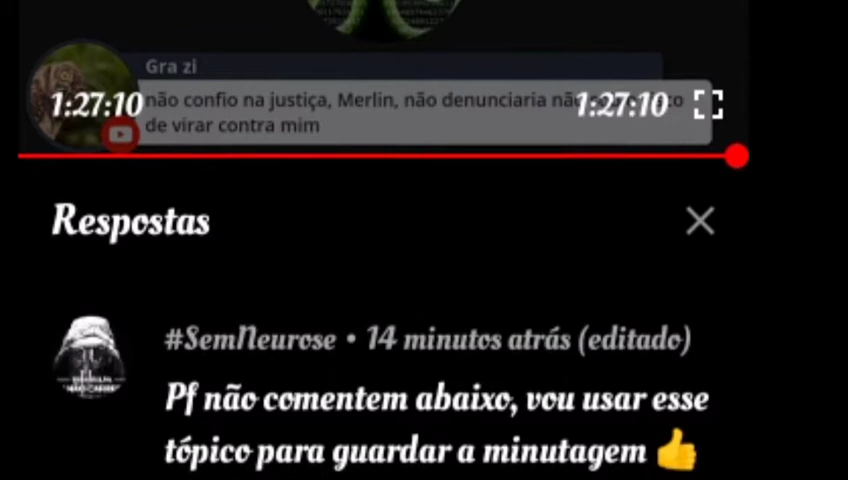 Gra zi
não confio na justiça, Merlin, não denunciaria
de virar contra mim
1:27:10
1:27:10
Respostas
#SemNeurose • 14 minutos atrás (editado)
Pf não comentem abaixo, vou usar esse
tópico para guardar a minutagem 👍